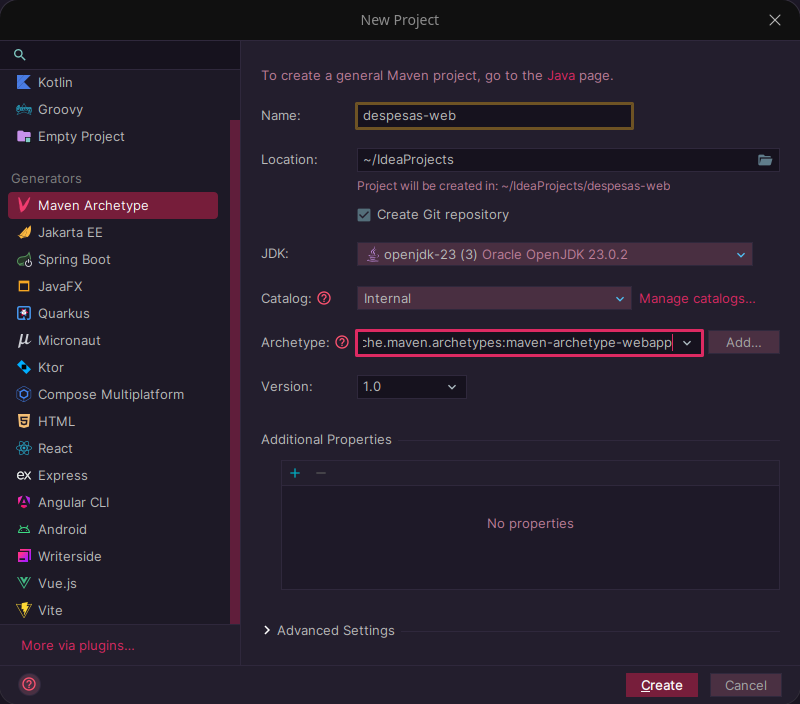 New Project
Kotlin
Groovy
Empty Project
Generators
Maven Archetype
Jakarta EE
Spring Boot
JavaFX
Quarkus
Micronaut
Ktor
Compose Multiplatform
HTML
React
ex Express
Angular CLI
Android
Writerside
Vue.js
Vite
More via plugins...
To create a general Maven project, go to the Java page.
Name: despesas-web
Location: ~/IdeaProjects
Project will be created in: ~/IdeaProjects/despesas-web
Create Git repository
JDK: openjdk-23 (3) Oracle OpenJDK 23.0.2
Catalog: ? Internal Manage catalogs...
Archetype: ? :he.maven.archetypes:maven-archetype-webapp Add...
Version: 1.0
Additional Properties
+ −
No properties
Advanced Settings
? Create Cancel